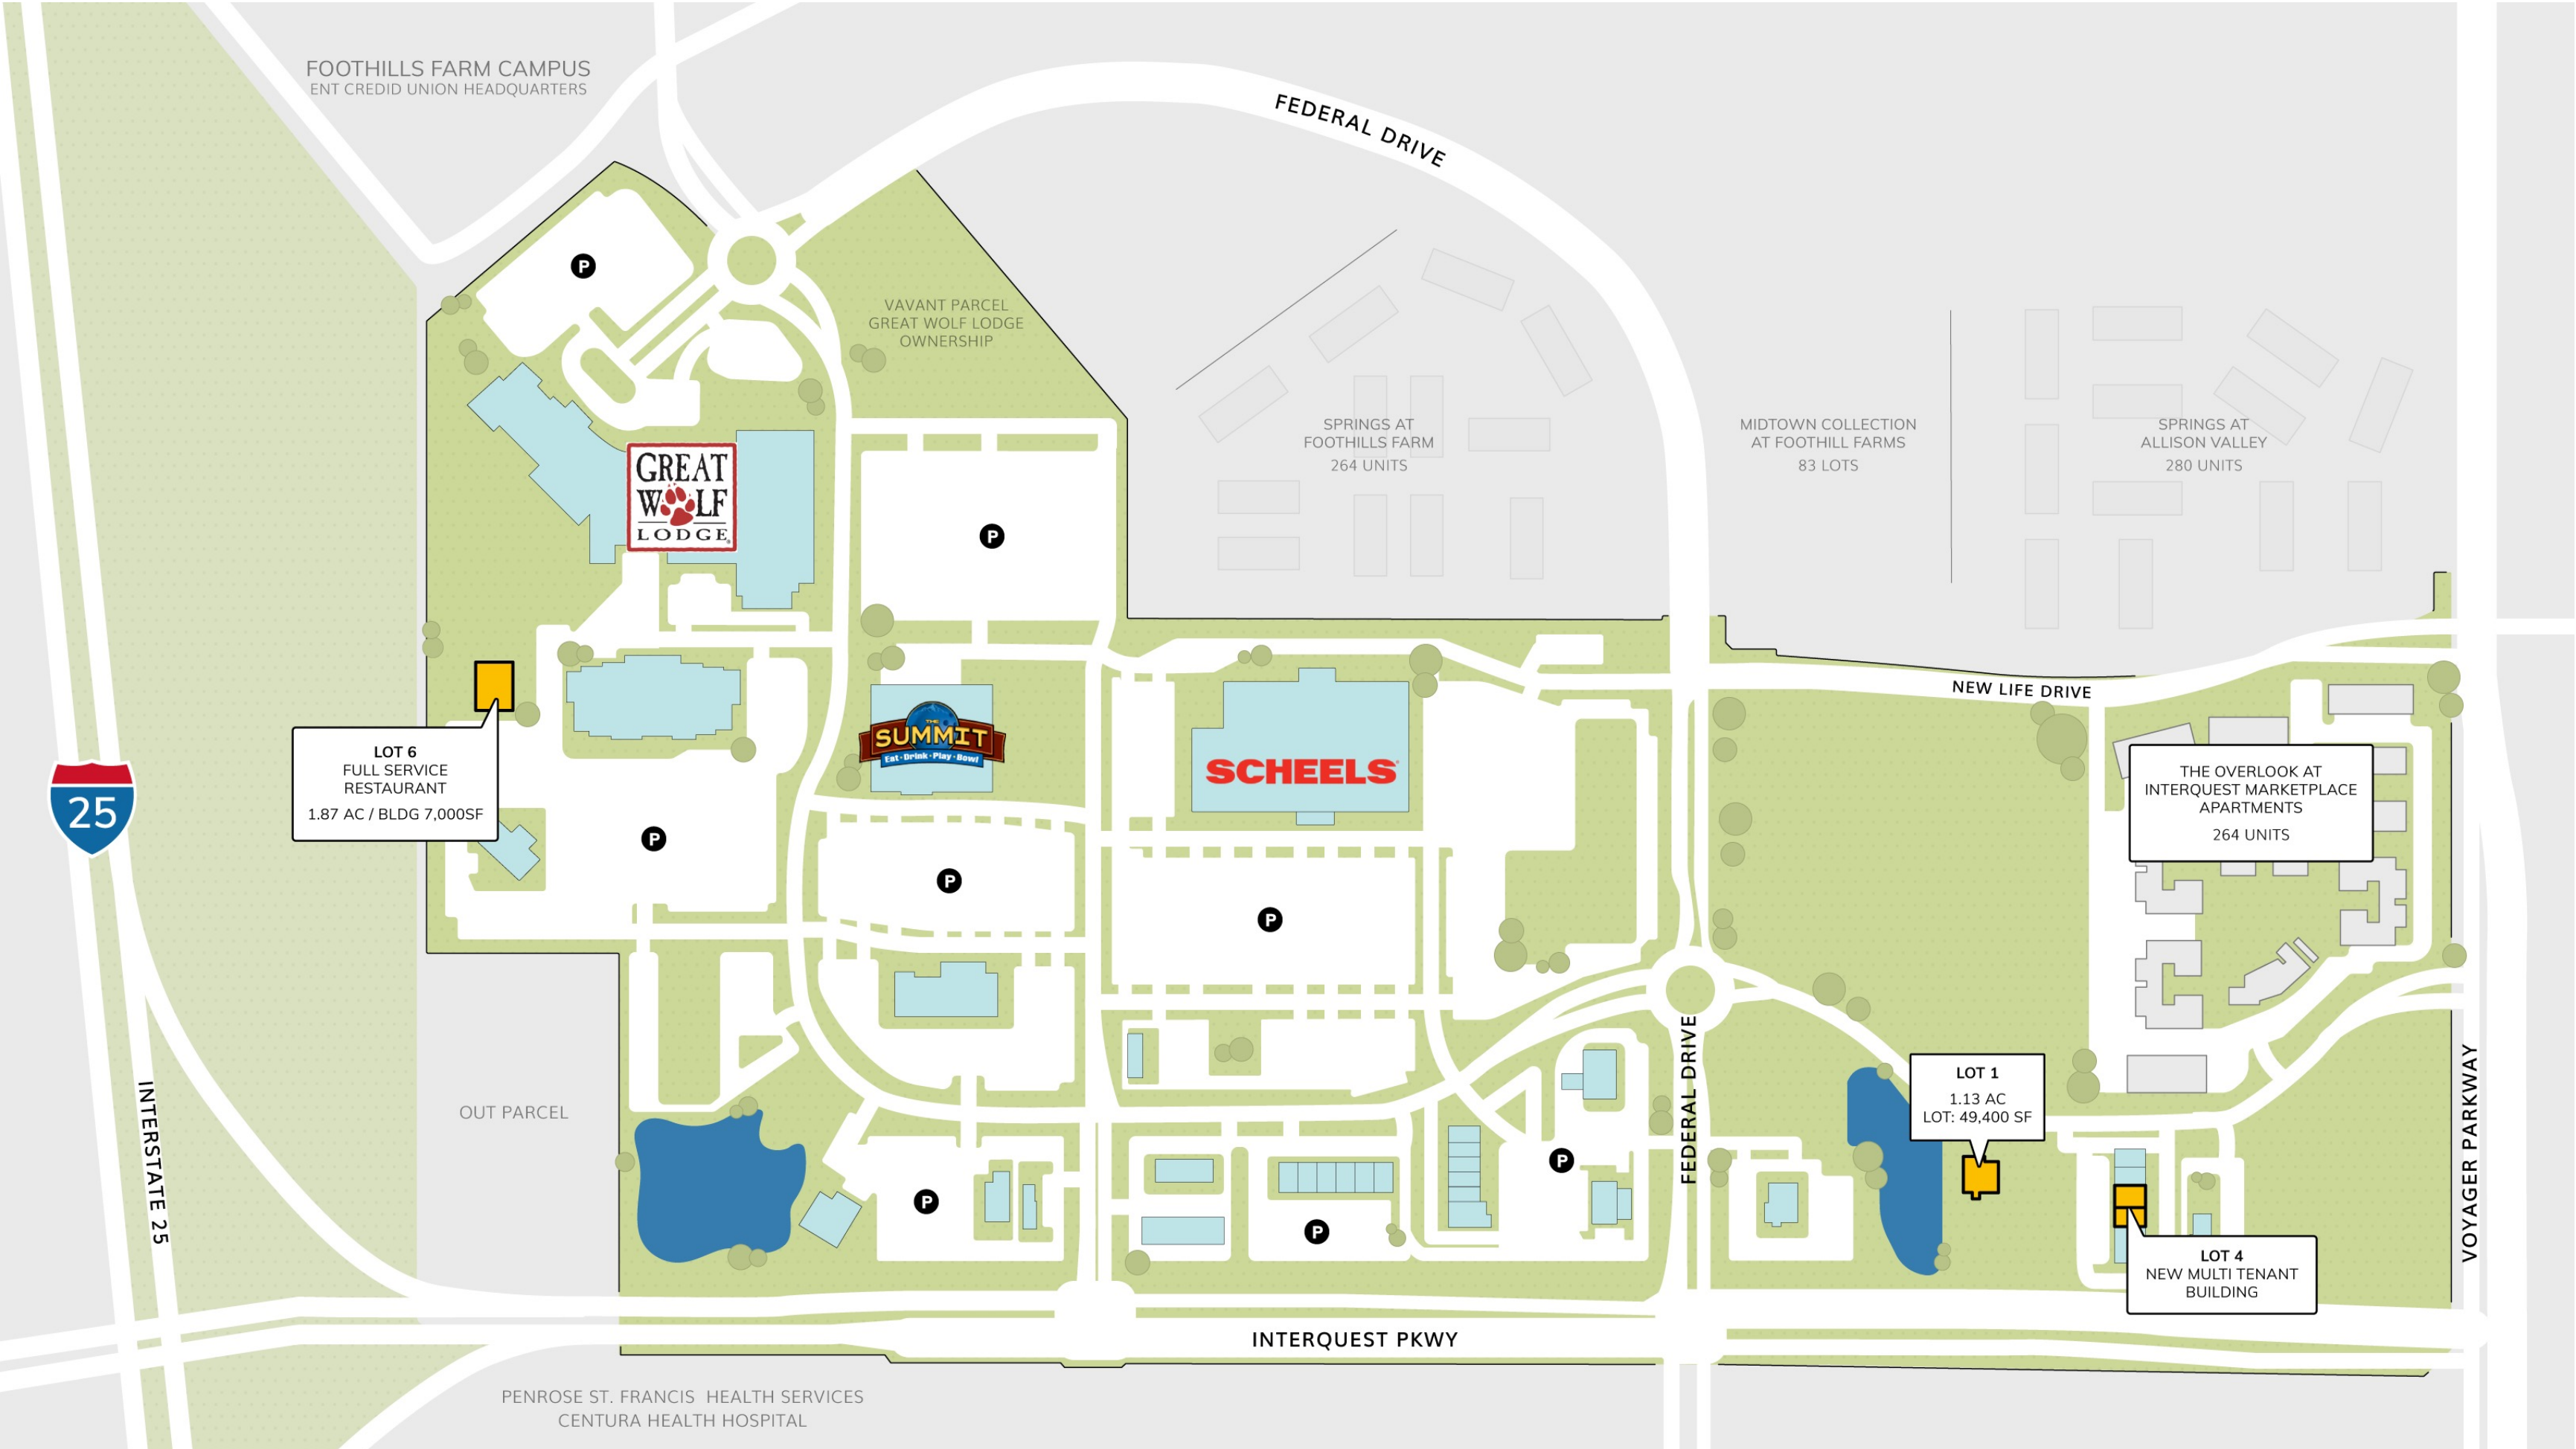 FOOTHILLS FARM CAMPUS
ENT CREDID UNION HEADQUARTERS
FEDERAL DRIVE
P
VAVANT PARCEL
GREAT WOLF LODGE
OWNERSHIP
SPRINGS AT
FOOTHILLS FARM
264 UNITS
MIDTOWN COLLECTION
AT FOOTHILL FARMS
83 LOTS
SPRINGS AT
ALLISON VALLEY
280 UNITS
GREAT
WOLF
LODGE
P
NEW LIFE DRIVE
LOT 6
FULL SERVICE
RESTAURANT
1.87 AC / BLDG 7,000SF
THE
SUMMIT
Eat·Drink·Play·Bowl
SCHEELS
THE OVERLOOK AT
INTERQUEST MARKETPLACE
APARTMENTS
264 UNITS
25
P
P
P
INTERSTATE 25
OUT PARCEL
FEDERAL DRIVE
LOT 1
1.13 AC
LOT: 49,400 SF
VOYAGER PARKWAY
P
P
P
LOT 4
NEW MULTI TENANT
BUILDING
INTERQUEST PKWY
PENROSE ST. FRANCIS HEALTH SERVICES
CENTURA HEALTH HOSPITAL